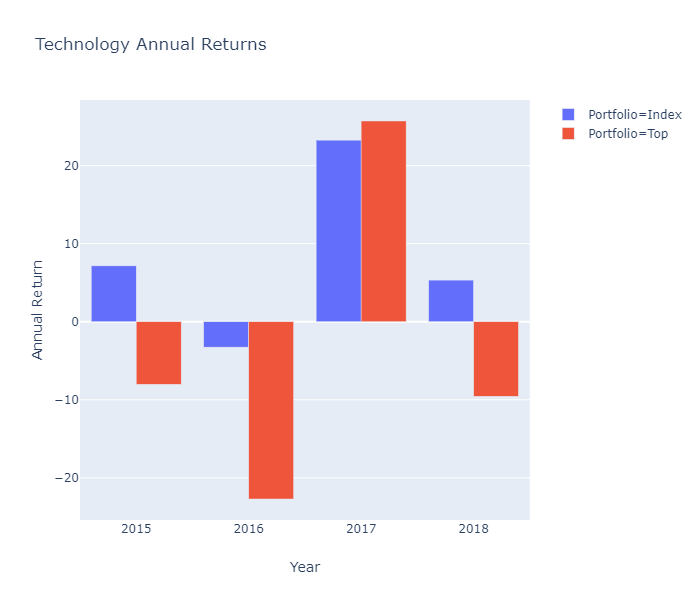 Technology Annual Returns
Portfolio=Index
Portfolio=Top
20
10
0
−10
−20
Annual Return
2015 2016 2017 2018
Year